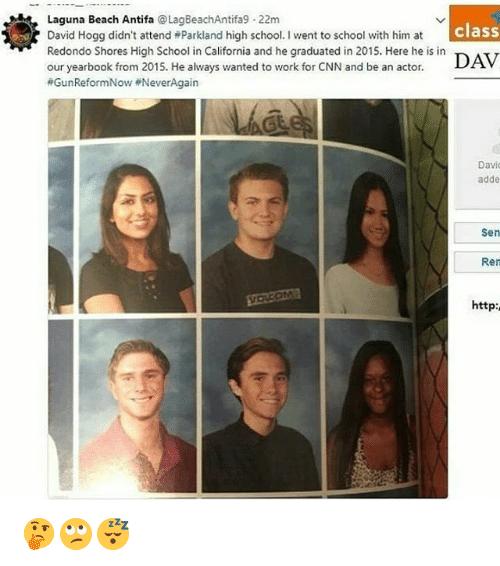 Laguna Beach Antifa @LagBeachAntifa9 · 22m
David Hogg didn't attend #Parkland high school. I went to school with him at
Redondo Shores High School in California and he graduated in 2015. Here he is in
our yearbook from 2015. He always wanted to work for CNN and be an actor.
#GunReformNow #NeverAgain
class
DAV
Davi
adde
Sen
Rem
http:/
VOLCOM